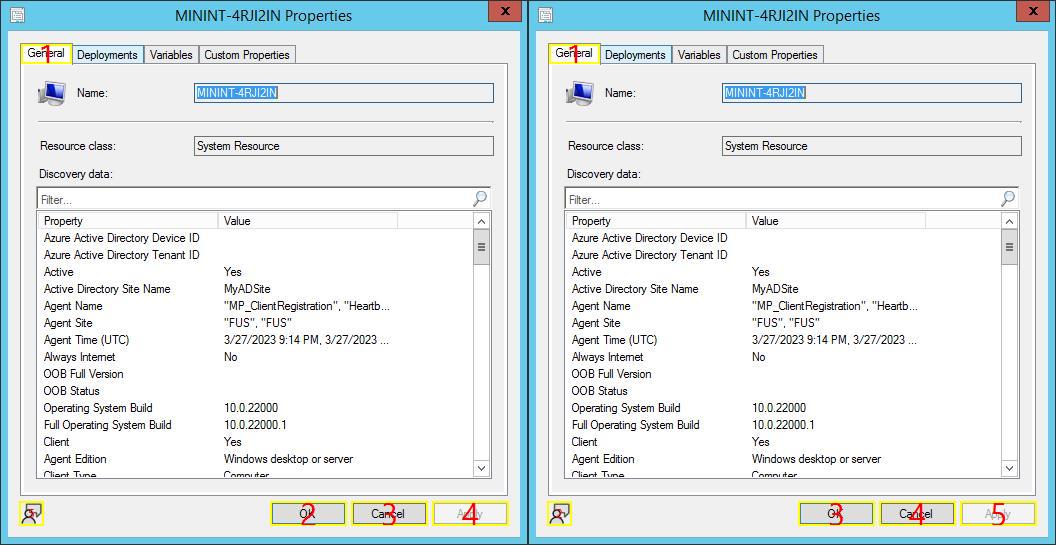 MININT-4RJI2IN Properties
x
General Deployments Variables Custom Properties
1
Name: MININT-4RJI2IN
Resource class: System Resource
Discovery data:
Filter...
Property Value
Azure Active Directory Device ID
Azure Active Directory Tenant ID
Active Yes
Active Directory Site Name MyADSite
Agent Name "MP_ClientRegistration", "Heartb...
Agent Site "FUS", "FUS"
Agent Time (UTC) 3/27/2023 9:14 PM, 3/27/2023 ...
Always Internet No
OOB Full Version
OOB Status
Operating System Build 10.0.22000
Full Operating System Build 10.0.22000.1
Client Yes
Agent Edition Windows desktop or server
Client Type Computer
OK Cancel Apply
2 3 4
MININT-4RJI2IN Properties
x
General Deployments Variables Custom Properties
1
Name: MININT-4RJI2IN
Resource class: System Resource
Discovery data:
Filter...
Property Value
Azure Active Directory Device ID
Azure Active Directory Tenant ID
Active Yes
Active Directory Site Name MyADSite
Agent Name "MP_ClientRegistration", "Heartb...
Agent Site "FUS", "FUS"
Agent Time (UTC) 3/27/2023 9:14 PM, 3/27/2023 ...
Always Internet No
OOB Full Version
OOB Status
Operating System Build 10.0.22000
Full Operating System Build 10.0.22000.1
Client Yes
Agent Edition Windows desktop or server
Client Type Computer
OK Cancel Apply
3 4 5